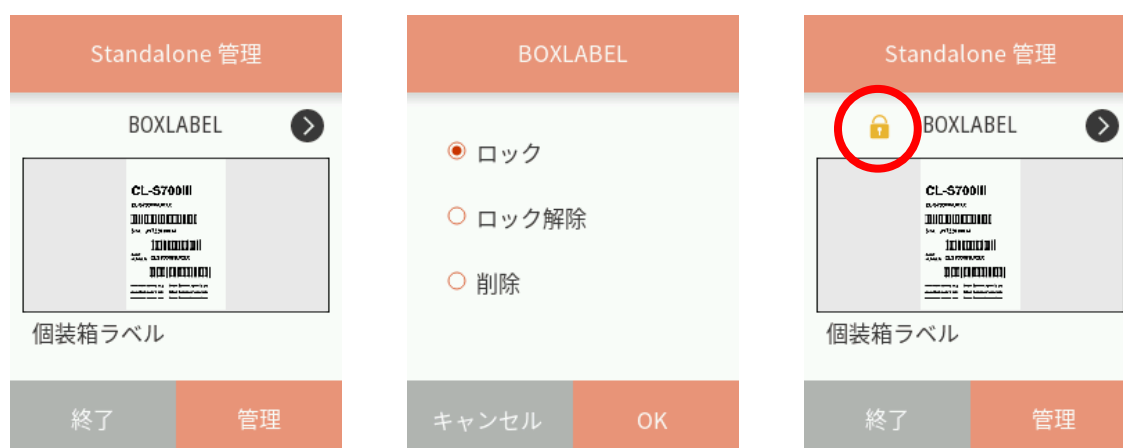 Standalone 管理
BOXLABEL
CL-S700III
個装箱ラベル
終了
管理
BOXLABEL
ロック
ロック解除
削除
キャンセル
OK
Standalone 管理
BOXLABEL
CL-S700III
個装箱ラベル
終了
管理